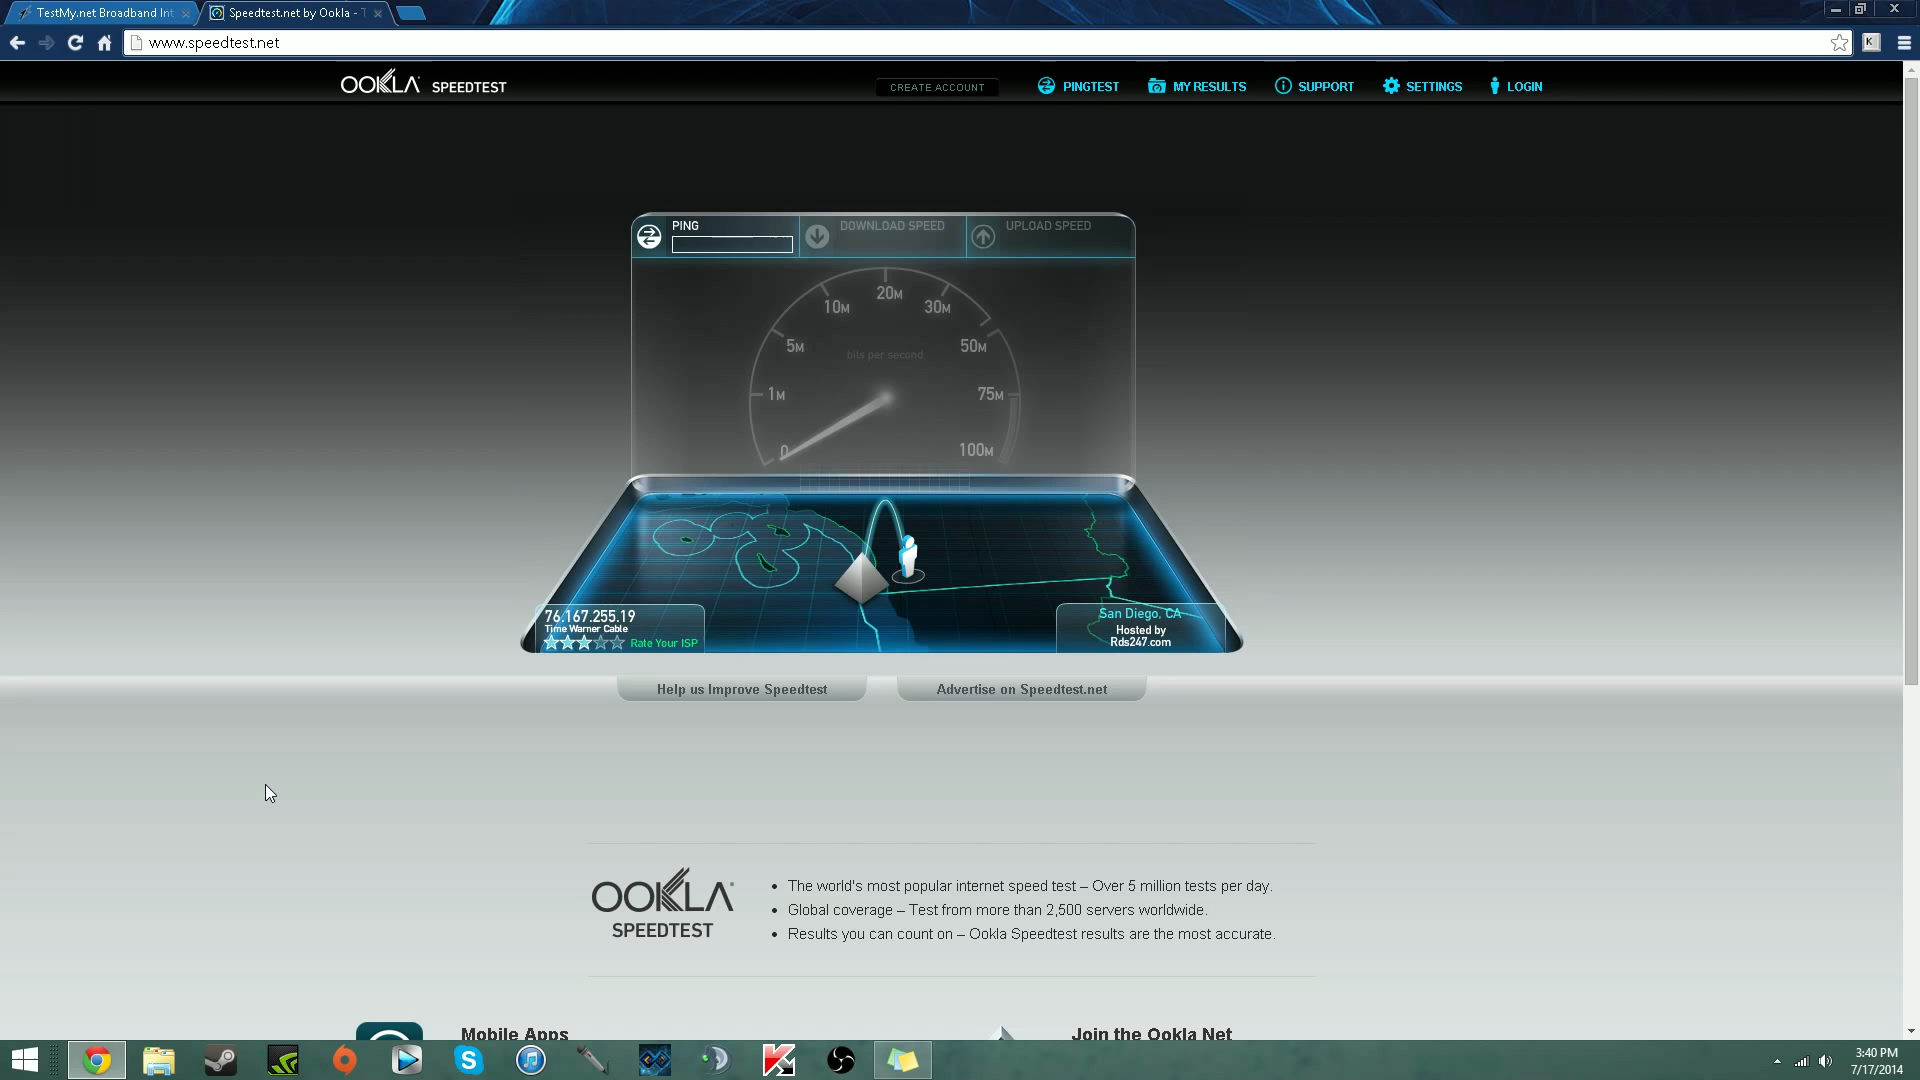 TestMy.net Broadband Int
Speedtest.net by Ookla - T
www.speedtest.net
K
OOKLA SPEEDTEST
CREATE ACCOUNT
PINGTEST
MY RESULTS
SUPPORT
SETTINGS
LOGIN
PING
DOWNLOAD SPEED
UPLOAD SPEED
20M
10M
30M
5M
50M
bits per second
1M
75M
0
100M
76.167.255.19
Time Warner Cable
Rate Your ISP
San Diego, CA
Hosted by
Rds247.com
Help us Improve Speedtest
Advertise on Speedtest.net
OOKLA
SPEEDTEST
• The world's most popular internet speed test – Over 5 million tests per day.
• Global coverage – Test from more than 2,500 servers worldwide.
• Results you can count on – Ookla Speedtest results are the most accurate.
Mobile Apps
Join the Ookla Net
3:40 PM
7/17/2014